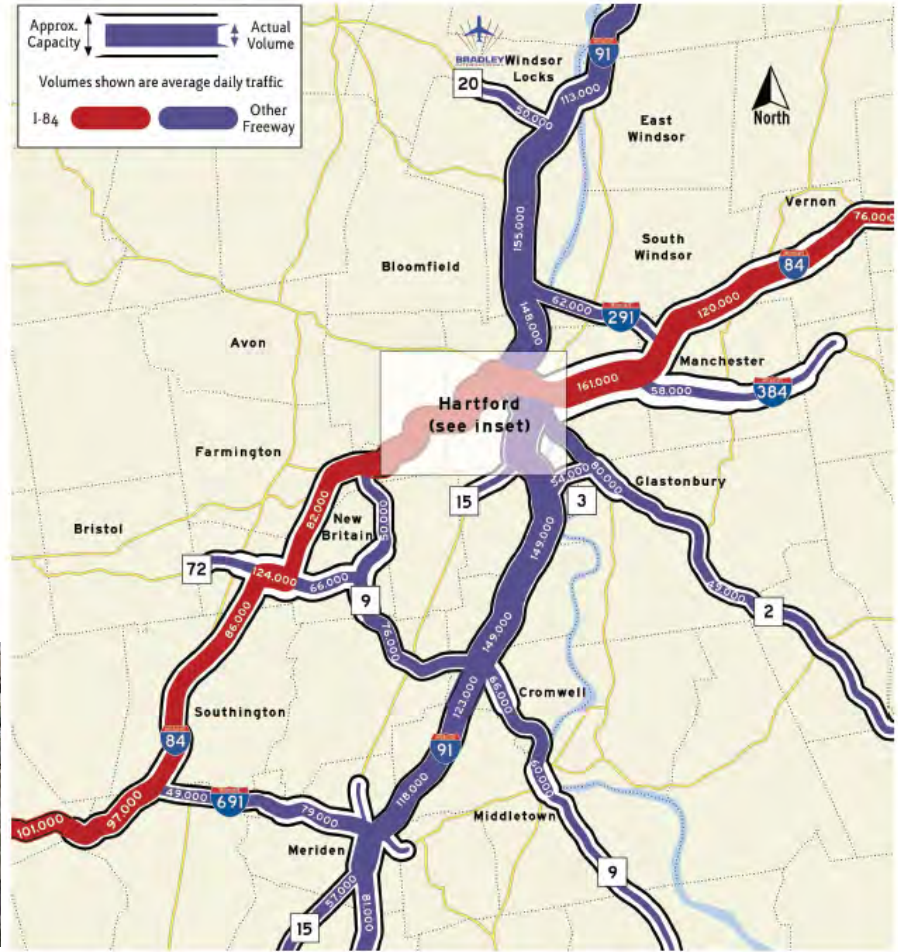 Approx.
Capacity
Actual
Volume
Volumes shown are average daily traffic
I-84
Other
Freeway
BRADLEY
Windsor
Locks
91
20
50,000
113,000
North
East
Windsor
Vernon
76,000
155,000
South
Windsor
84
Bloomfield
120,000
62,000
291
148,000
Avon
Manchester
161,000
58,000
384
Hartford
(see inset)
Farmington
54,000
80,000
Glastonbury
15
3
82,000
50,000
New
Britain
149,000
Bristol
72
124,000
66,000
49,000
9
2
86,000
76,000
149,000
66,000
Cromwell
123,000
Southington
84
91
60,000
49,000
691
118,000
101,000
97,000
79,000
Middletown
Meriden
9
57,000
81,000
15